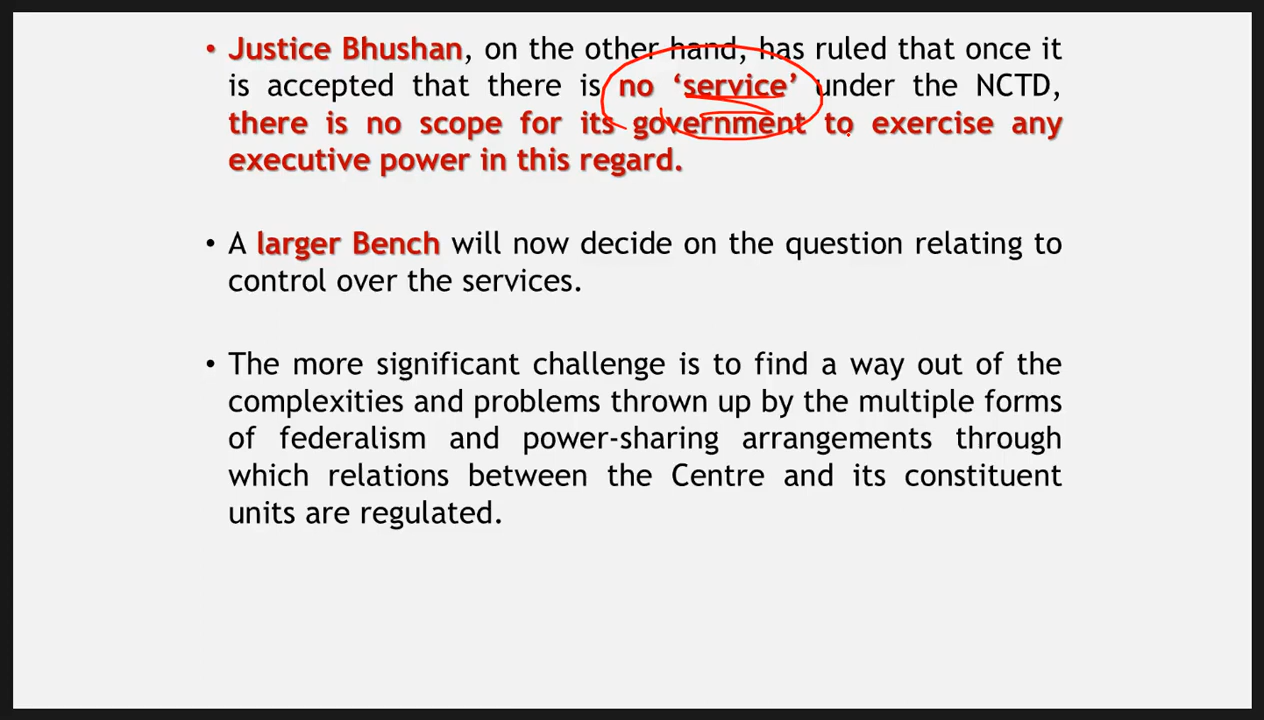 • Justice Bhushan, on the other hand, has ruled that once it
is accepted that there is no ‘service’ under the NCTD,
there is no scope for its government to exercise any
executive power in this regard.
• A larger Bench will now decide on the question relating to
control over the services.
• The more significant challenge is to find a way out of the
complexities and problems thrown up by the multiple forms
of federalism and power-sharing arrangements through
which relations between the Centre and its constituent
units are regulated.